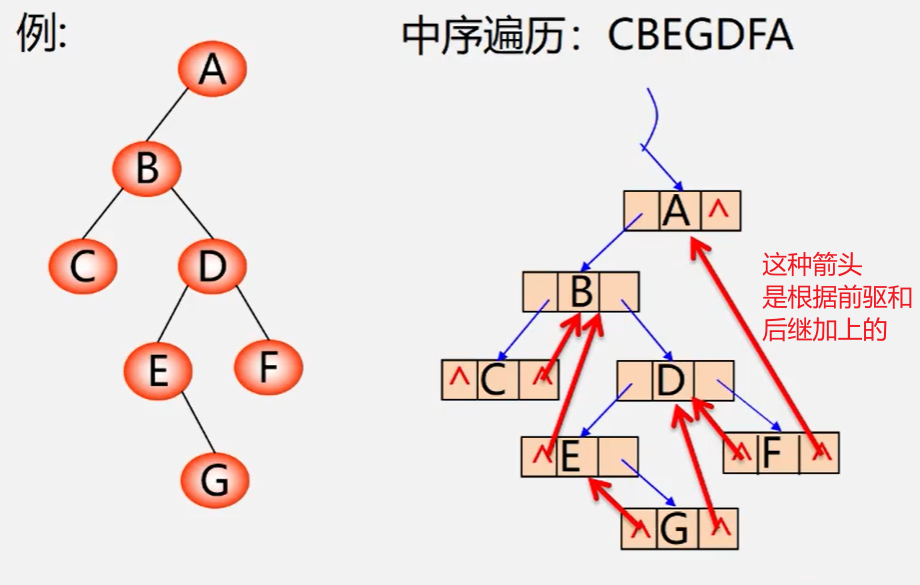 例:
中序遍历：CBEGDFA
A
B
C
D
E
F
G
A ^
B
^ C ^
D
^ E
^ F ^
^ G ^
这种箭头
是根据前驱和
后继加上的